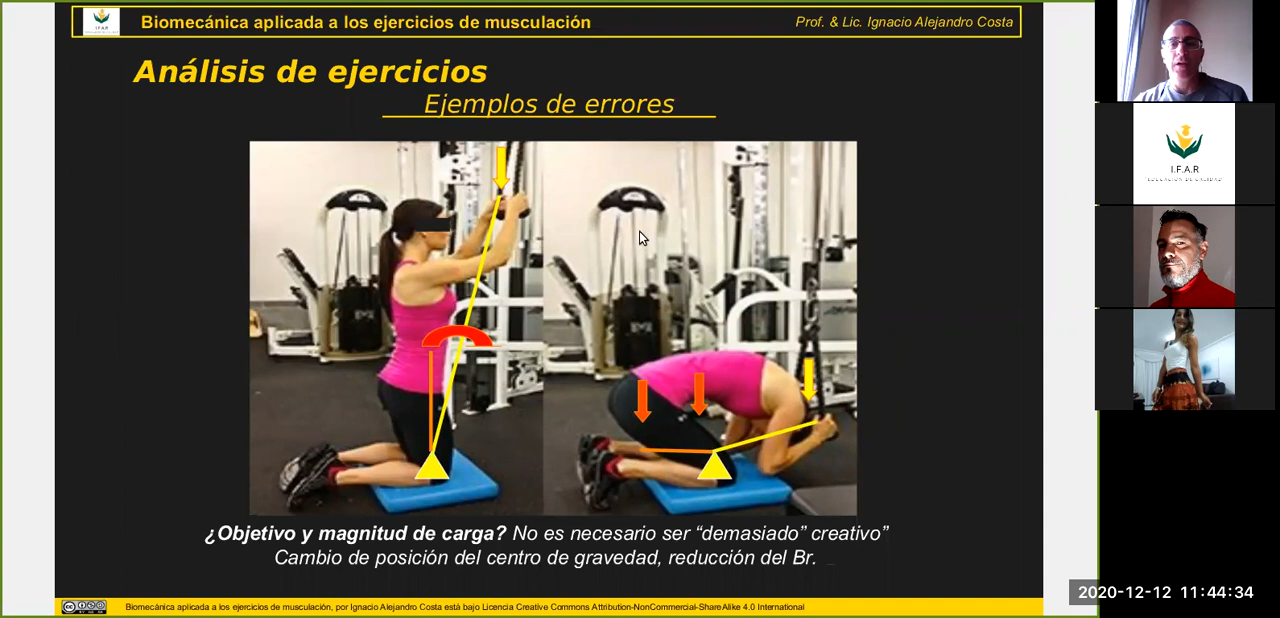 Biomecánica aplicada a los ejercicios de musculación
Prof. & Lic. Ignacio Alejandro Costa
I.F.A.R
Análisis de ejercicios
Ejemplos de errores
¿Objetivo y magnitud de carga? No es necesario ser “demasiado” creativo”
Cambio de posición del centro de gravedad, reducción del Br.
Biomecánica aplicada a los ejercicios de musculación, por Ignacio Alejandro Costa está bajo Licencia Creative Commons Attribution-NonCommercial-ShareAlike 4.0 International
I.F.A.R
2020-12-12 11:44:34